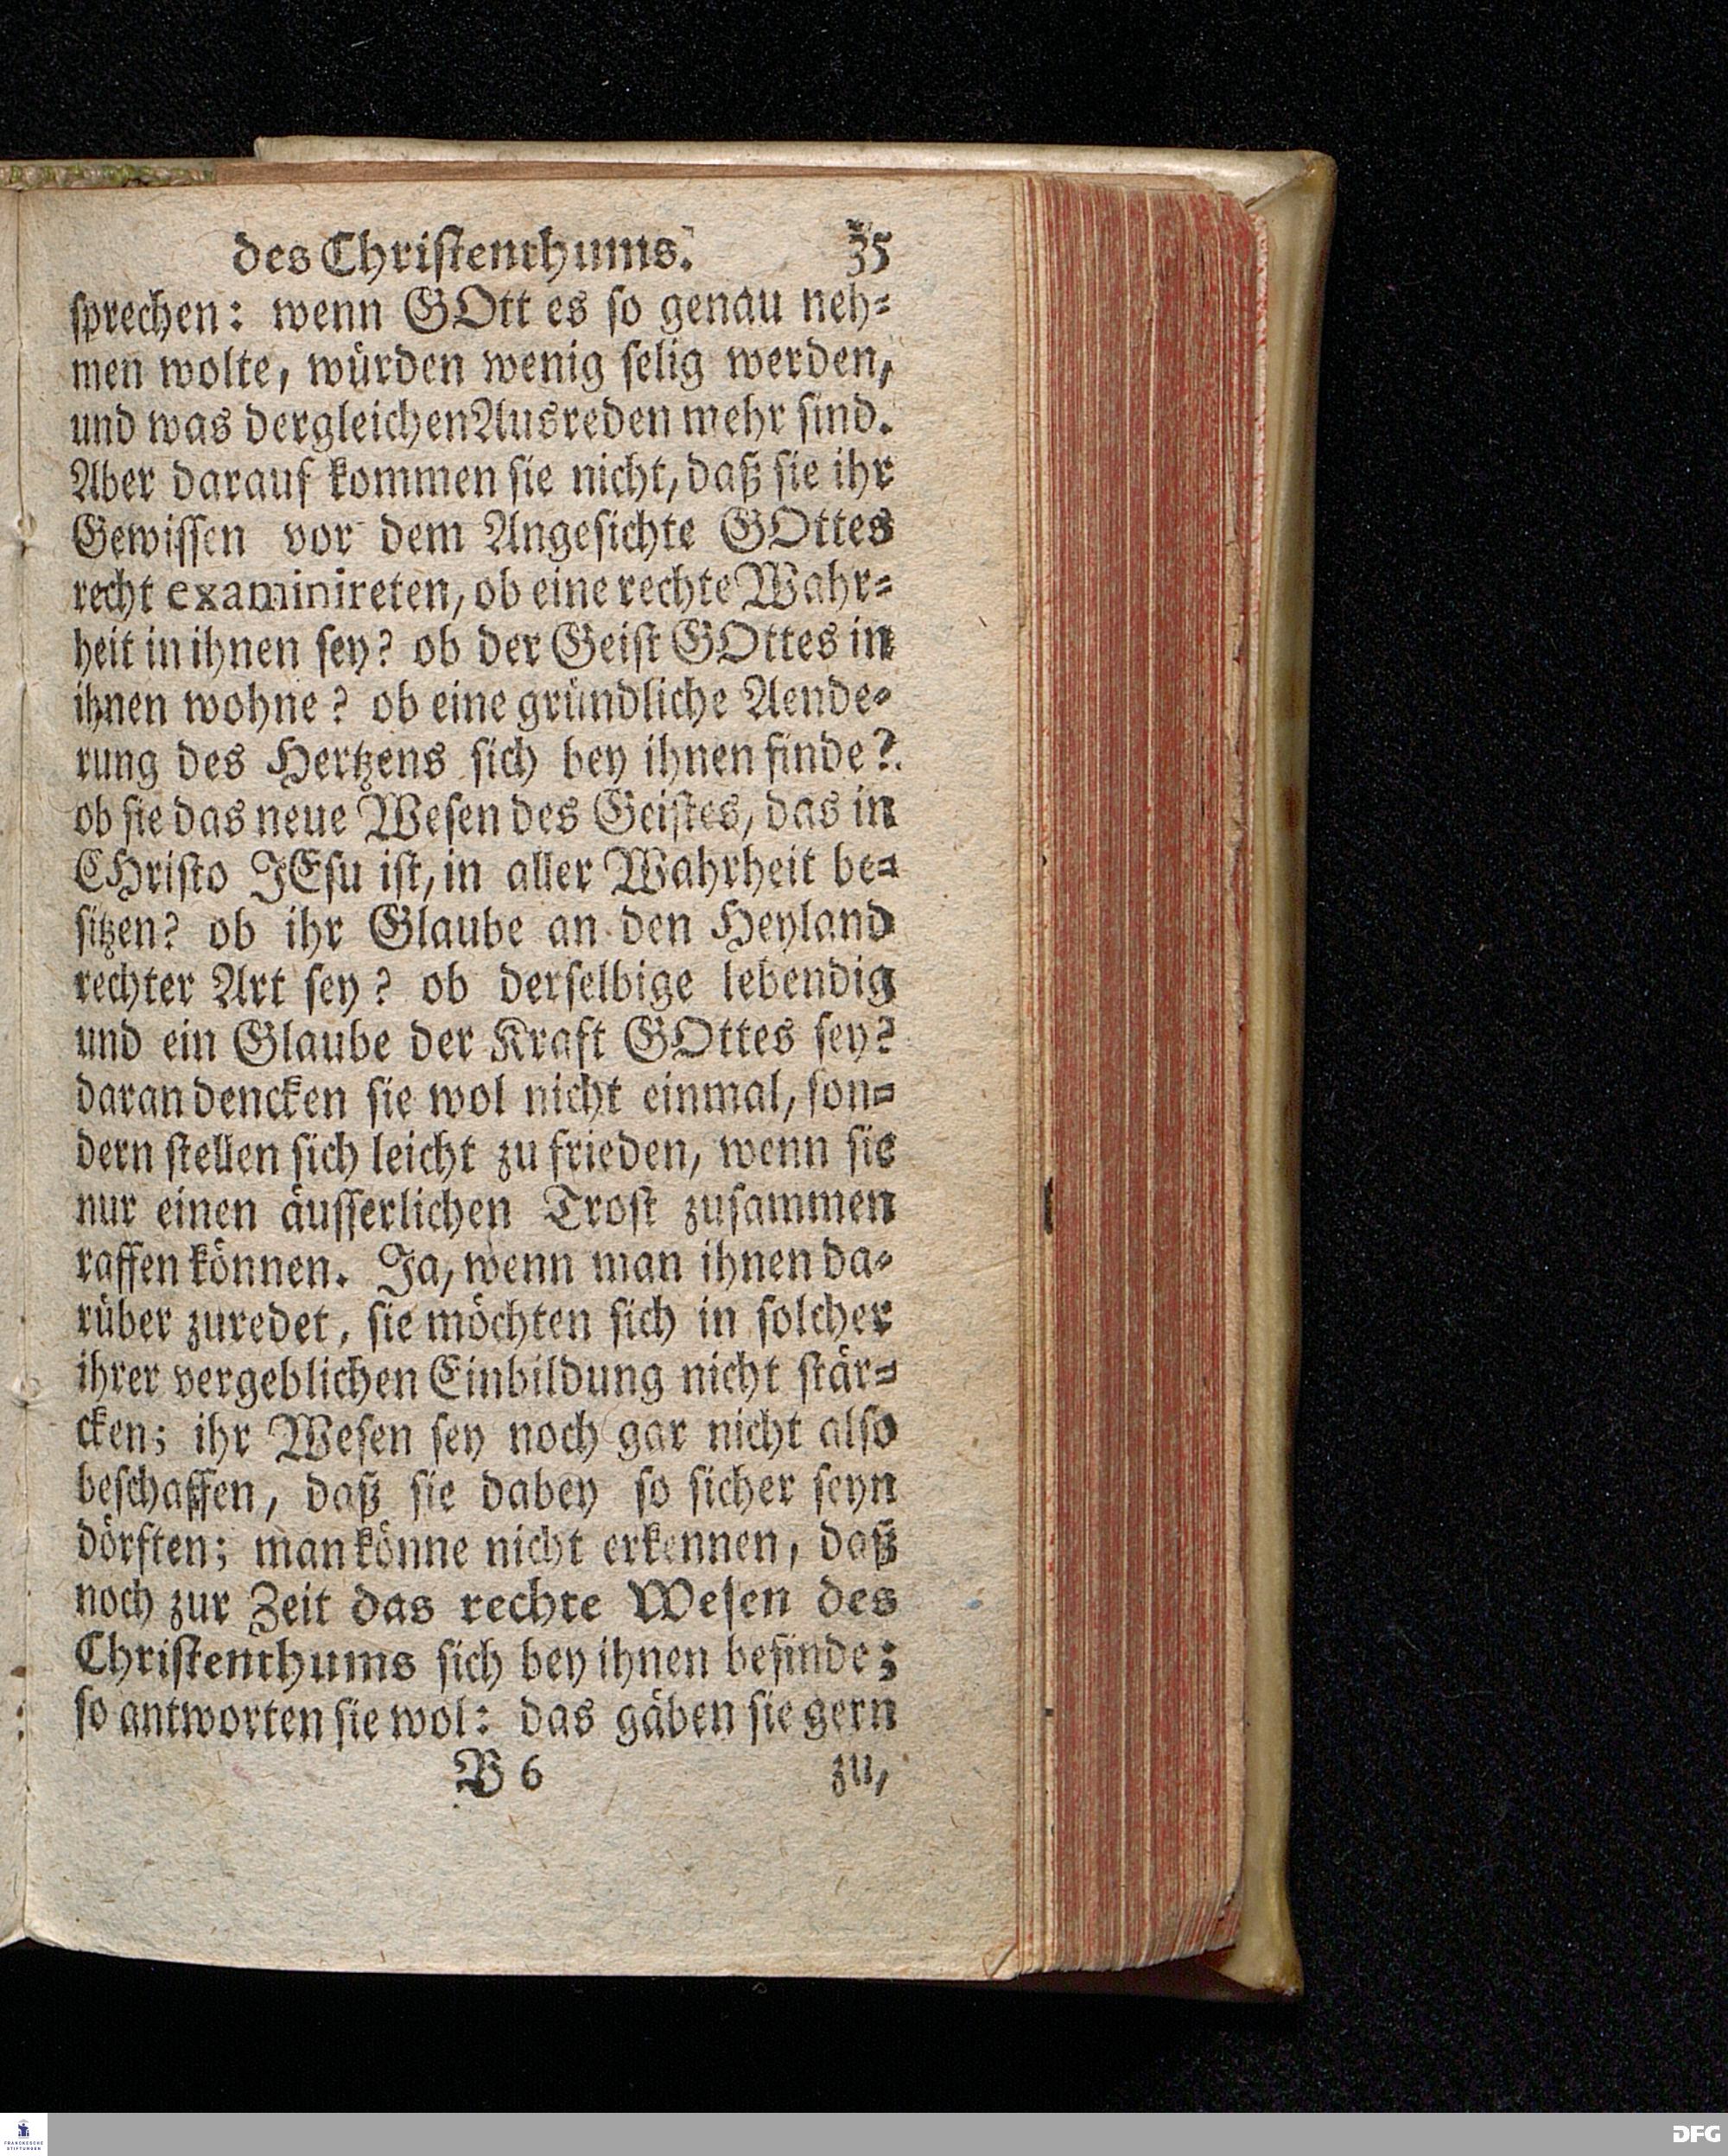 des Christenthums. 35
sprechen: wenn GOtt es so genau neh-
men wolte, würden wenig selig werden,
und was dergleichen Ausreden mehr sind.
Aber darauf kommen sie nicht, daß sie ihr
Gewissen vor dem Angesichte GOttes
recht examinireten, ob eine rechte Wahr-
heit in ihnen sey? ob der Geist GOttes in
ihnen wohne? ob eine gründliche Aende-
rung des Hertzens sich bey ihnen finde?
ob sie das neue Wesen des Geistes, das in
CHristo JEsu ist, in aller Wahrheit be-
sitzen? ob ihr Glaube an den Heyland
rechter Art sey? ob derselbige lebendig
und ein Glaube der Kraft GOttes sey?
daran dencken sie wol nicht einmal, son-
dern stellen sich leicht zu frieden, wenn sie
nur einen äusserlichen Trost zusammen
raffen können. Ja, wenn man ihnen da-
rüber zuredet, sie möchten sich in solcher
ihrer vergeblichen Einbildung nicht stär-
cken; ihr Wesen sey noch gar nicht also
beschaffen, daß sie dabey so sicher seyn
dörften; man könne nicht erkennen, daß
noch zur Zeit das rechte Wesen des
Christenthums sich bey ihnen befinde;
so antworten sie wol: das gäben sie gern
B 6 zu,
FRANCKESCHE
STIFTUNGEN
DFG